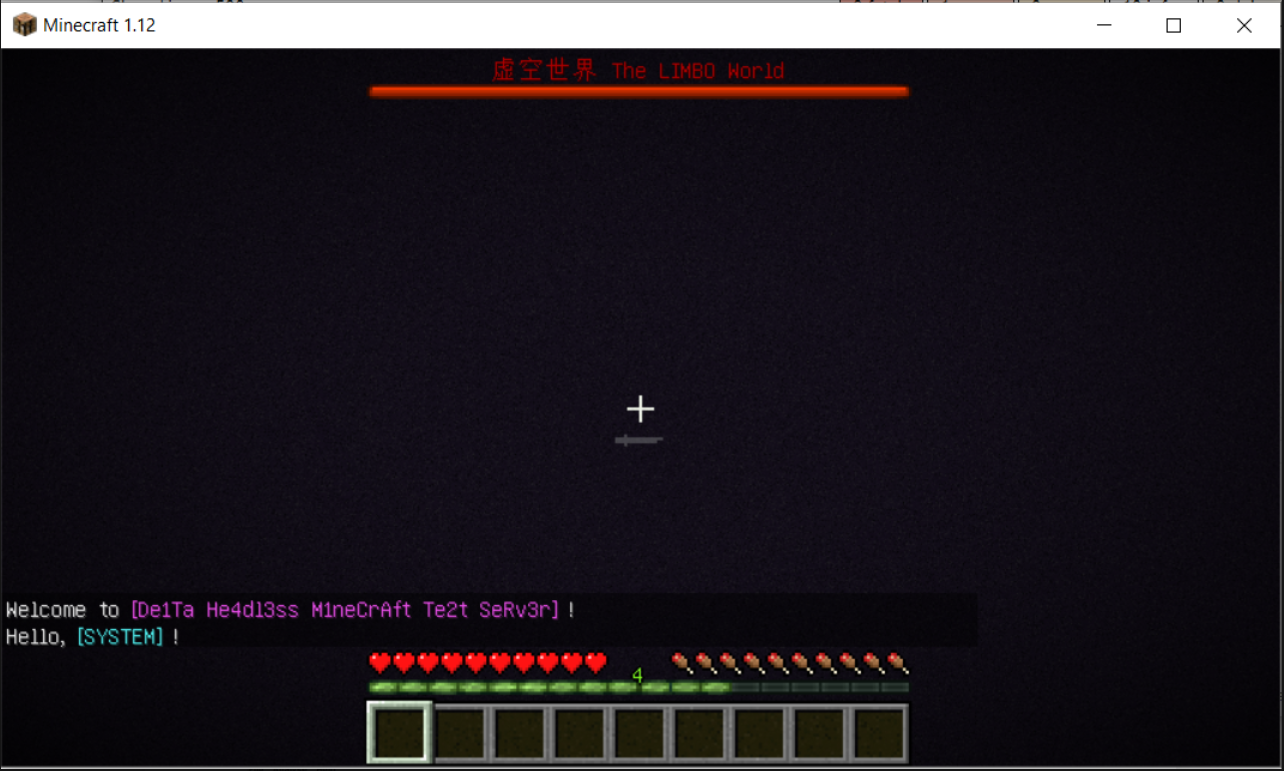 Minecraft 1.12
虚空世界 The LIMBO World
Welcome to [De1Ta He4dl3ss M1neCrAft Te2t SeRv3r] !
Hello, [SYSTEM] !
4